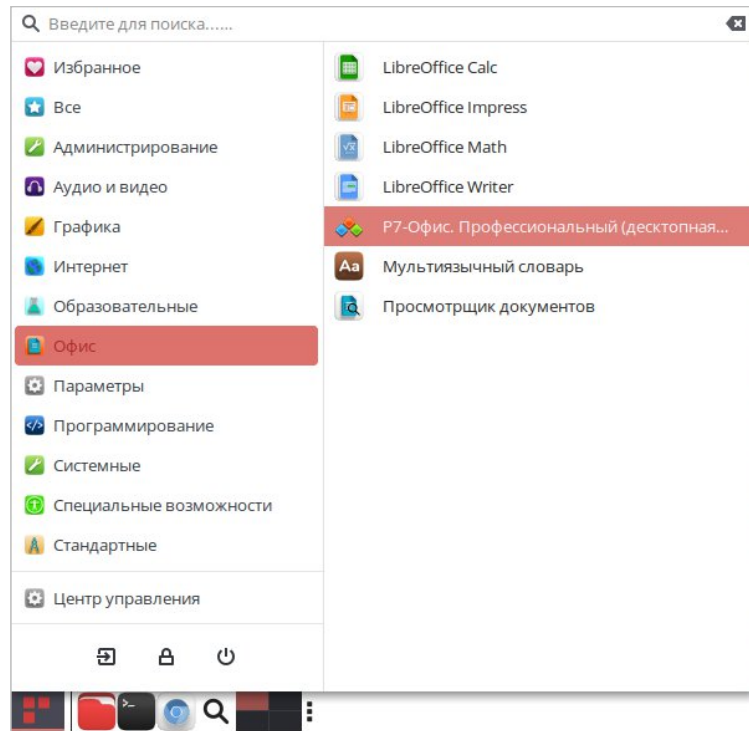 Введите для поиска......
Избранное
Все
Администрирование
Аудио и видео
Графика
Интернет
Образовательные
Офис
Параметры
Программирование
Системные
Специальные возможности
Стандартные
Центр управления
LibreOffice Calc
LibreOffice Impress
LibreOffice Math
LibreOffice Writer
Р7-Офис. Профессиональный (десктопная...
Aa
Мультиязычный словарь
Просмотрщик документов